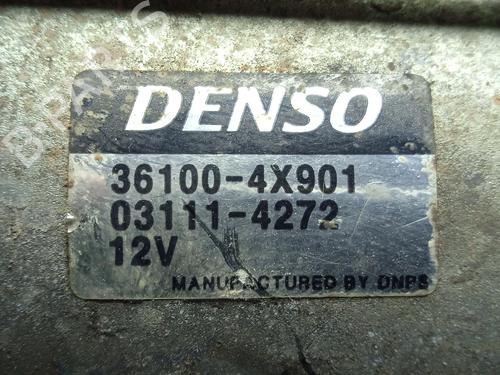 DENSO
36100-4X901
03111-4272
12V
MANUFACTURED BY DNPS